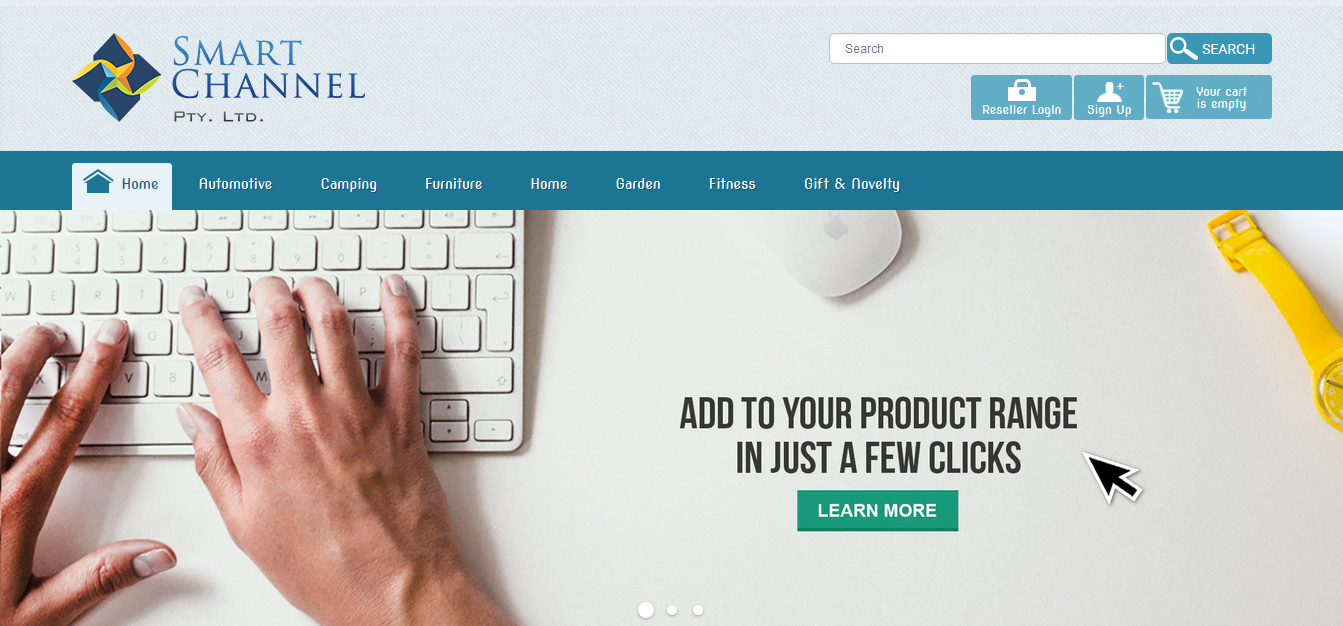 SMART
CHANNEL
PTY. LTD.
Search
SEARCH
Reseller LogIn
Sign Up
Your cart
is empty
Home
Automotive
Camping
Furniture
Home
Garden
Fitness
Gift & Novelty
ADD TO YOUR PRODUCT RANGE
IN JUST A FEW CLICKS
LEARN MORE
W E R T U P
G
X V B M